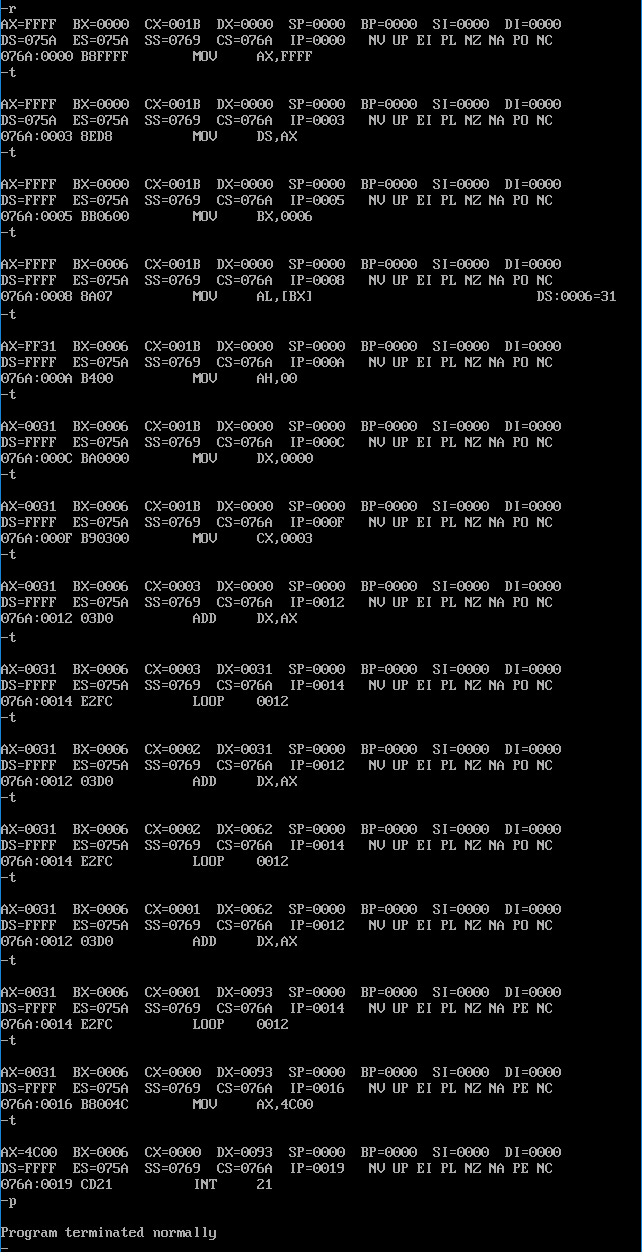 -r
AX=FFFF  BX=0000  CX=001B  DX=0000  SP=0000  BP=0000  SI=0000  DI=0000
DS=075A  ES=075A  SS=0769  CS=076A  IP=0000   NV UP EI PL NZ NA PO NC
076A:0000 B8FFFF        MOV     AX,FFFF
-t
AX=FFFF  BX=0000  CX=001B  DX=0000  SP=0000  BP=0000  SI=0000  DI=0000
DS=075A  ES=075A  SS=0769  CS=076A  IP=0003   NV UP EI PL NZ NA PO NC
076A:0003 8ED8          MOV     DS,AX
-t
AX=FFFF  BX=0000  CX=001B  DX=0000  SP=0000  BP=0000  SI=0000  DI=0000
DS=FFFF  ES=075A  SS=0769  CS=076A  IP=0005   NV UP EI PL NZ NA PO NC
076A:0005 BB0600        MOV     BX,0006
-t
AX=FFFF  BX=0006  CX=001B  DX=0000  SP=0000  BP=0000  SI=0000  DI=0000
DS=FFFF  ES=075A  SS=0769  CS=076A  IP=0008   NV UP EI PL NZ NA PO NC
076A:0008 8A07          MOV     AL,[BX]                            DS:0006=31
-t
AX=FF31  BX=0006  CX=001B  DX=0000  SP=0000  BP=0000  SI=0000  DI=0000
DS=FFFF  ES=075A  SS=0769  CS=076A  IP=000A   NV UP EI PL NZ NA PO NC
076A:000A B400          MOV     AH,00
-t
AX=0031  BX=0006  CX=001B  DX=0000  SP=0000  BP=0000  SI=0000  DI=0000
DS=FFFF  ES=075A  SS=0769  CS=076A  IP=000C   NV UP EI PL NZ NA PO NC
076A:000C BA0000        MOV     DX,0000
-t
AX=0031  BX=0006  CX=001B  DX=0000  SP=0000  BP=0000  SI=0000  DI=0000
DS=FFFF  ES=075A  SS=0769  CS=076A  IP=000F   NV UP EI PL NZ NA PO NC
076A:000F B90300        MOV     CX,0003
-t
AX=0031  BX=0006  CX=0003  DX=0000  SP=0000  BP=0000  SI=0000  DI=0000
DS=FFFF  ES=075A  SS=0769  CS=076A  IP=0012   NV UP EI PL NZ NA PO NC
076A:0012 03D0          ADD     DX,AX
-t
AX=0031  BX=0006  CX=0003  DX=0031  SP=0000  BP=0000  SI=0000  DI=0000
DS=FFFF  ES=075A  SS=0769  CS=076A  IP=0014   NV UP EI PL NZ NA PO NC
076A:0014 E2FC          LOOP    0012
-t
AX=0031  BX=0006  CX=0002  DX=0031  SP=0000  BP=0000  SI=0000  DI=0000
DS=FFFF  ES=075A  SS=0769  CS=076A  IP=0012   NV UP EI PL NZ NA PO NC
076A:0012 03D0          ADD     DX,AX
-t
AX=0031  BX=0006  CX=0002  DX=0062  SP=0000  BP=0000  SI=0000  DI=0000
DS=FFFF  ES=075A  SS=0769  CS=076A  IP=0014   NV UP EI PL NZ NA PO NC
076A:0014 E2FC          LOOP    0012
-t
AX=0031  BX=0006  CX=0001  DX=0062  SP=0000  BP=0000  SI=0000  DI=0000
DS=FFFF  ES=075A  SS=0769  CS=076A  IP=0012   NV UP EI PL NZ NA PO NC
076A:0012 03D0          ADD     DX,AX
-t
AX=0031  BX=0006  CX=0001  DX=0093  SP=0000  BP=0000  SI=0000  DI=0000
DS=FFFF  ES=075A  SS=0769  CS=076A  IP=0014   NV UP EI PL NZ NA PE NC
076A:0014 E2FC          LOOP    0012
-t
AX=0031  BX=0006  CX=0000  DX=0093  SP=0000  BP=0000  SI=0000  DI=0000
DS=FFFF  ES=075A  SS=0769  CS=076A  IP=0016   NV UP EI PL NZ NA PE NC
076A:0016 B8004C        MOV     AX,4C00
-t
AX=4C00  BX=0006  CX=0000  DX=0093  SP=0000  BP=0000  SI=0000  DI=0000
DS=FFFF  ES=075A  SS=0769  CS=076A  IP=0019   NV UP EI PL NZ NA PE NC
076A:0019 CD21          INT     21
-p
Program terminated normally
-